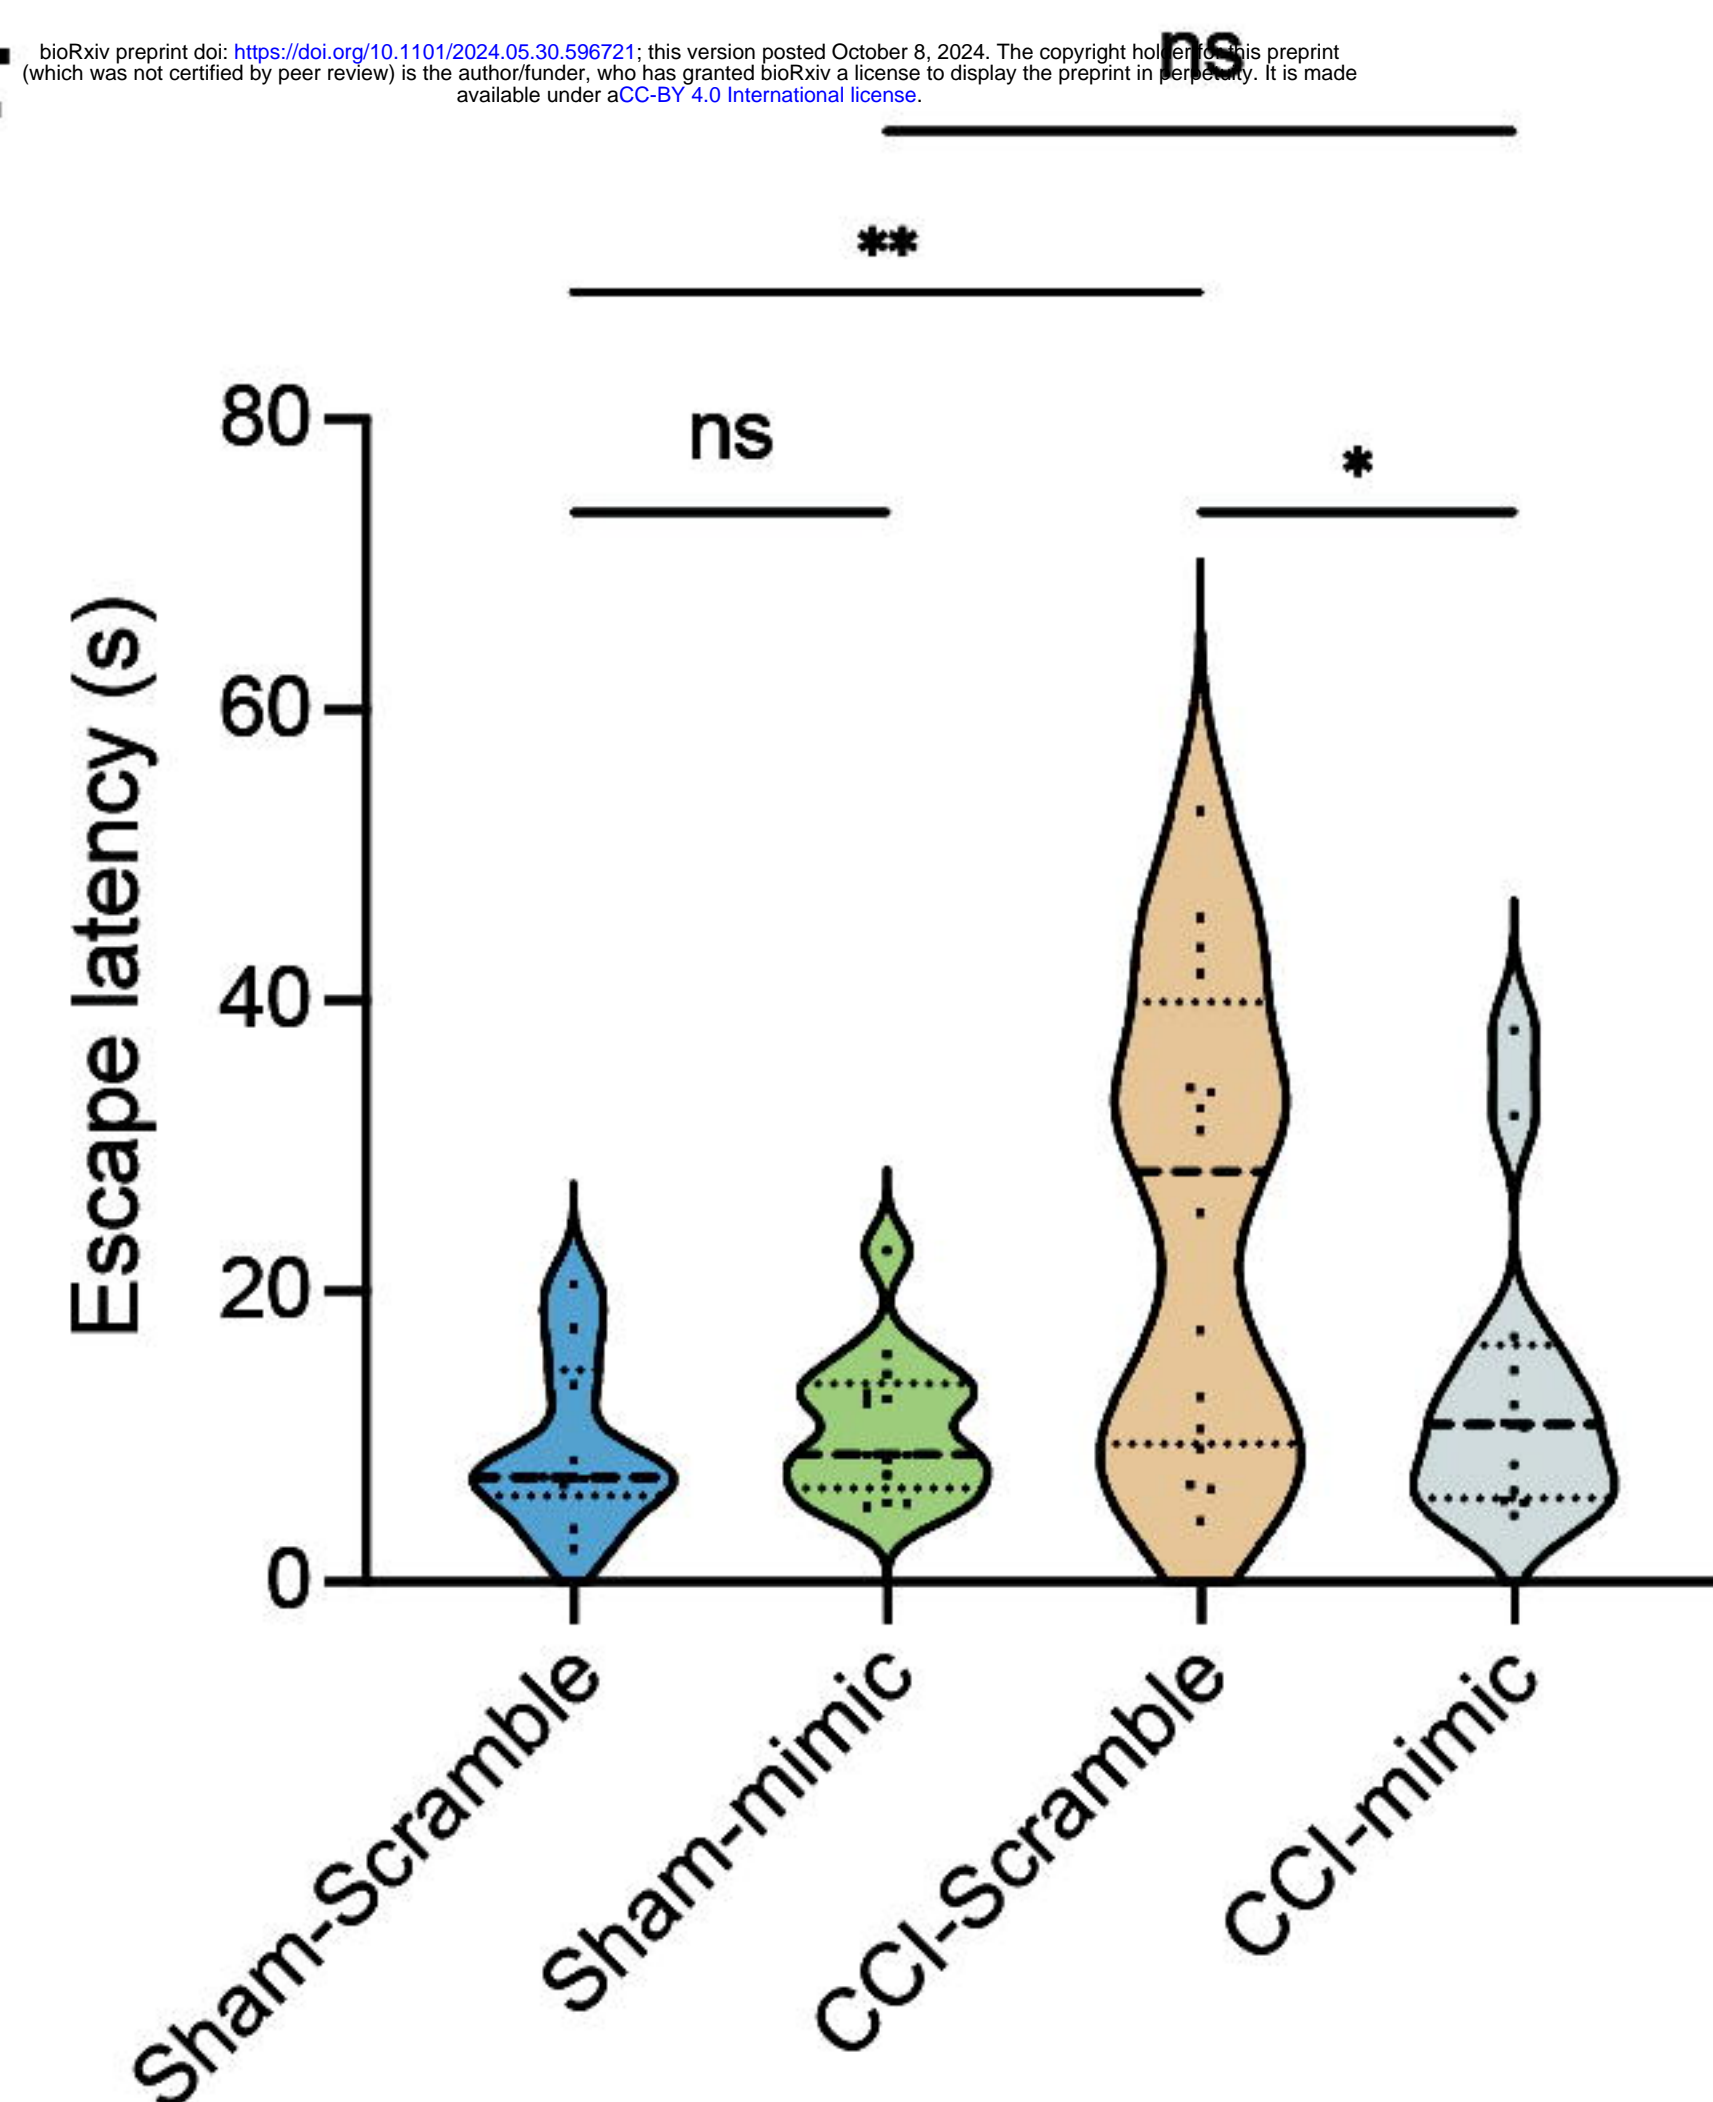 bioRxiv preprint doi: https://doi.org/10.1101/2024.05.30.596721; this version posted October 8, 2024. The copyright holder for this preprint
(which was not certified by peer review) is the author/funder, who has granted bioRxiv a license to display the preprint in perpetuity. It is made
available under aCC-BY 4.0 International license.
ns
**
ns
*
80
60
40
20
0
Escape latency (s)
Sham-Scramble
Sham-mimic
CCI-Scramble
CCI-mimic